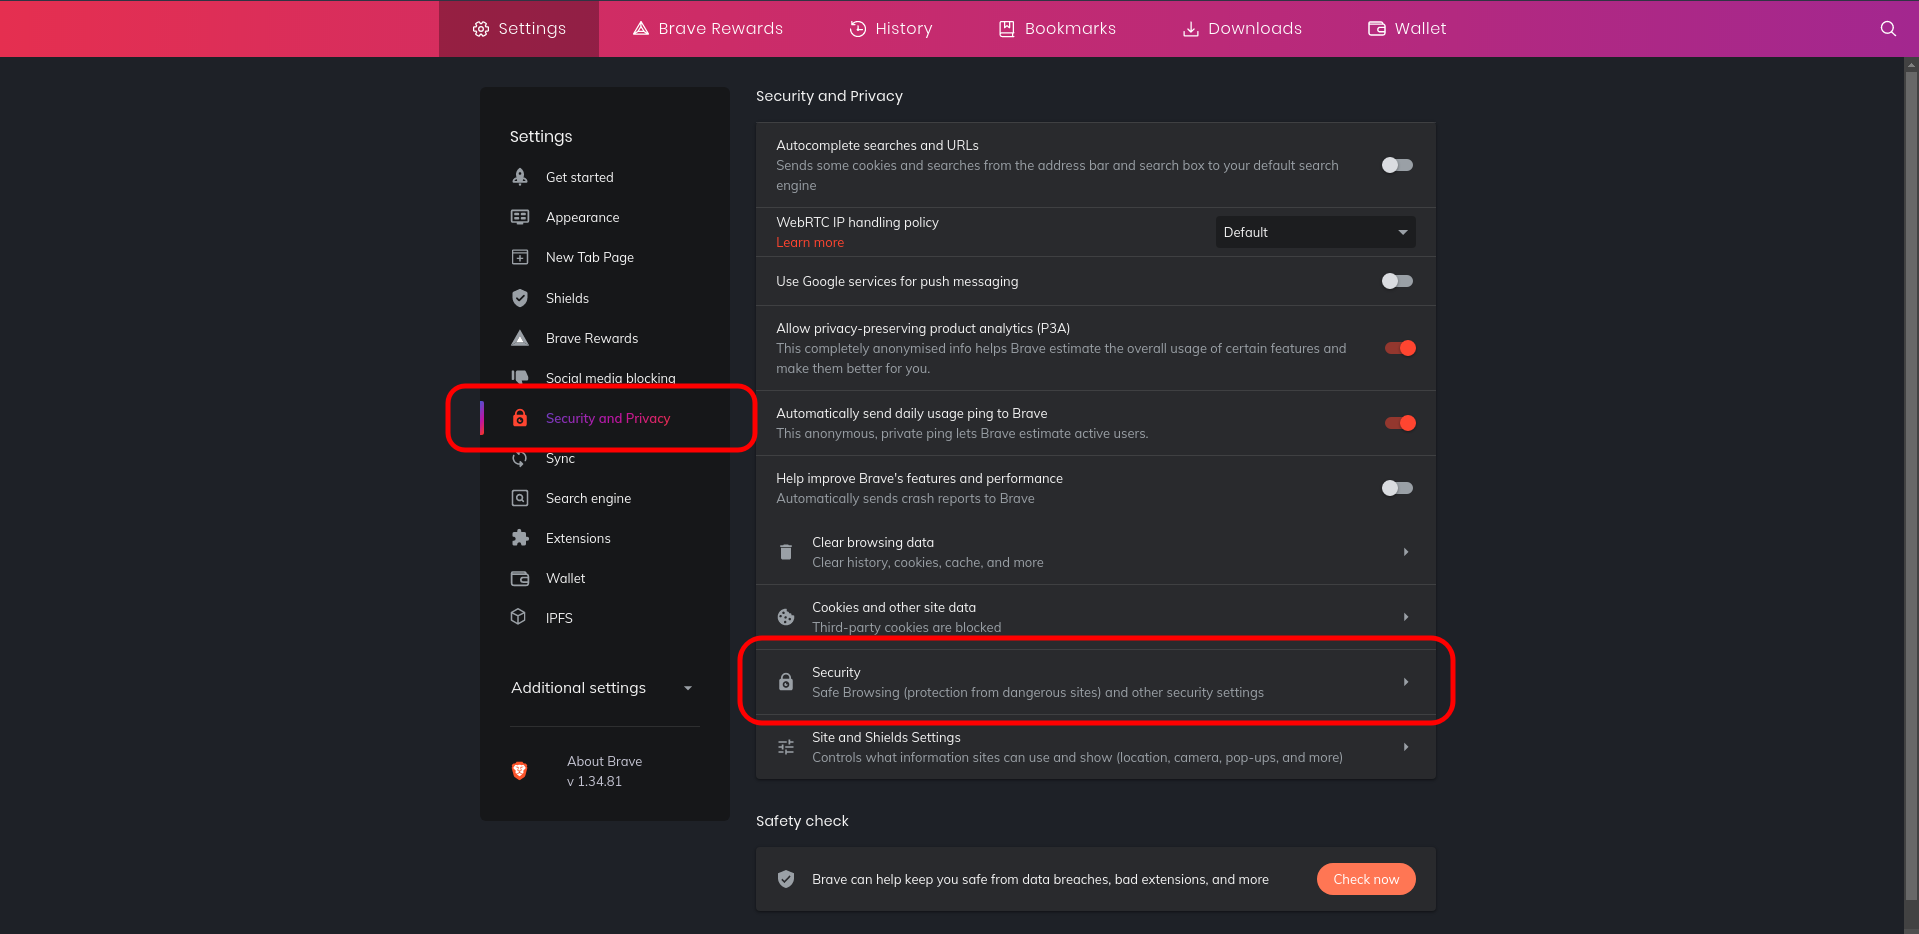 Settings
Brave Rewards
History
Bookmarks
Downloads
Wallet
Settings
Get started
Appearance
New Tab Page
Shields
Brave Rewards
Social media blocking
Security and Privacy
Sync
Search engine
Extensions
Wallet
IPFS
Additional settings
About Brave
v 1.34.81
Security and Privacy
Autocomplete searches and URLs
Sends some cookies and searches from the address bar and search box to your default search
engine
WebRTC IP handling policy
Learn more
Default
Use Google services for push messaging
Allow privacy-preserving product analytics (P3A)
This completely anonymised info helps Brave estimate the overall usage of certain features and
make them better for you.
Automatically send daily usage ping to Brave
This anonymous, private ping lets Brave estimate active users.
Help improve Brave's features and performance
Automatically sends crash reports to Brave
Clear browsing data
Clear history, cookies, cache, and more
Cookies and other site data
Third-party cookies are blocked
Security
Safe Browsing (protection from dangerous sites) and other security settings
Site and Shields Settings
Controls what information sites can use and show (location, camera, pop-ups, and more)
Safety check
Brave can help keep you safe from data breaches, bad extensions, and more
Check now